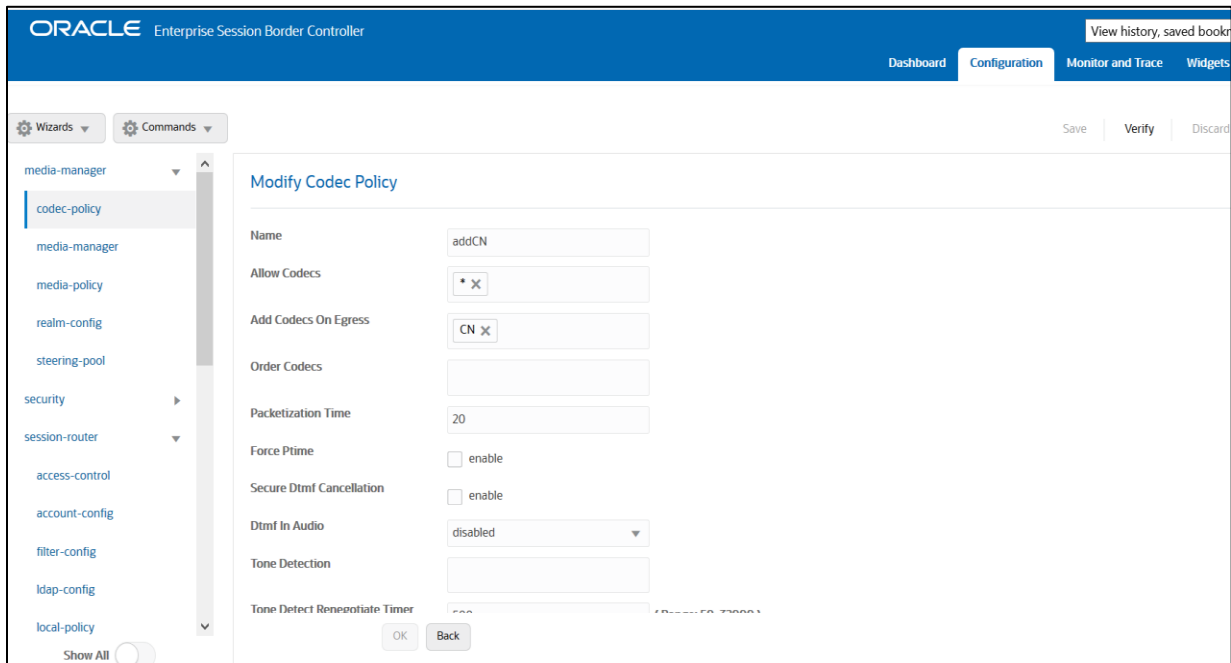 ORACLE Enterprise Session Border Controller
View history, saved bookr
Dashboard Configuration Monitor and Trace Widgets
Wizards Commands
Save Verify Discard
media-manager
codec-policy
media-manager
media-policy
realm-config
steering-pool
security
session-router
access-control
account-config
filter-config
ldap-config
local-policy
Show All
Modify Codec Policy
Name addCN
Allow Codecs * X
Add Codecs On Egress CN X
Order Codecs
Packetization Time 20
Force Ptime enable
Secure Dtmf Cancellation enable
Dtmf In Audio disabled
Tone Detection
Tone Detect Renegotiate Timer
OK Back